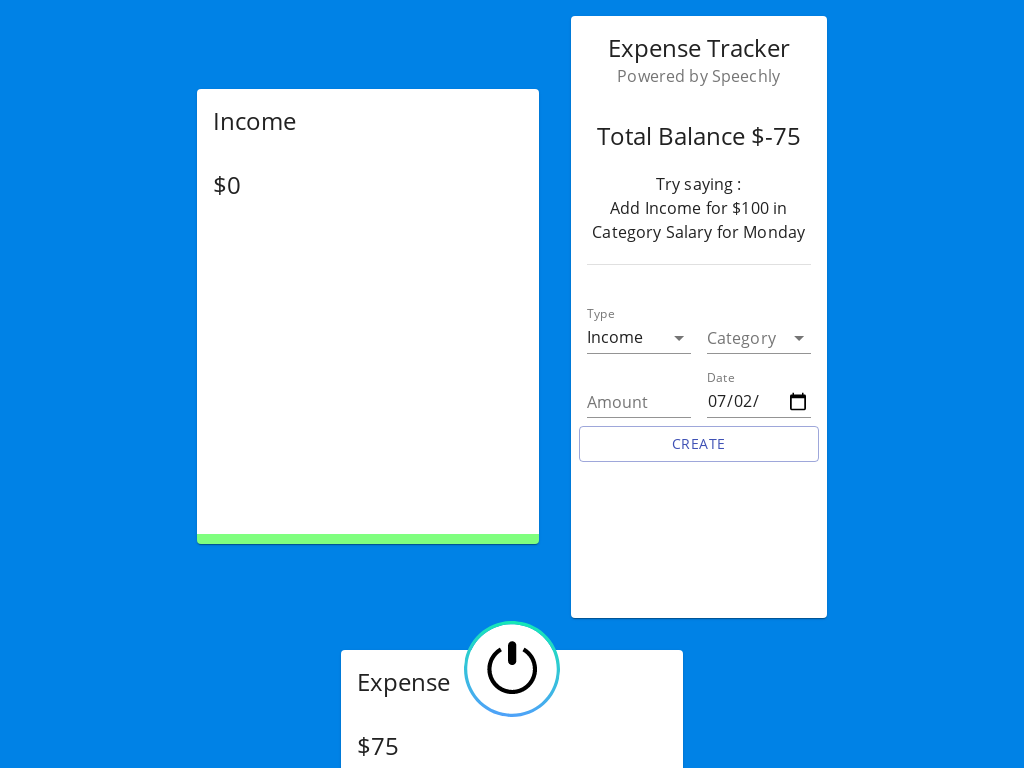 Income
$0
Expense Tracker
Powered by Speechly
Total Balance $-75
Try saying :
Add Income for $100 in
Category Salary for Monday
Type
Income
Category
Amount
Date
07/02/
CREATE
Expense
$75